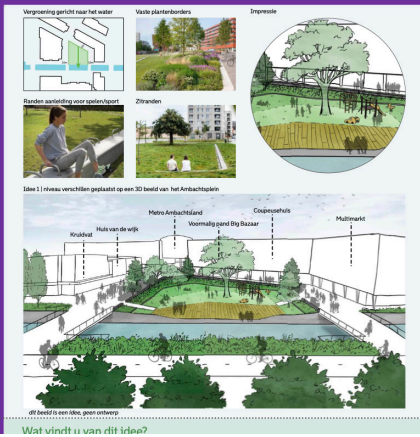 Vergroening gericht naar het water
Vaste plantenborders
Impressie
Randen aanleiding voor spelen/sport
Zitranden
Idee 1 | niveau verschillen geplaatst op een 3D beeld van het Ambachtsplein
Kruidvat
Huis van de wijk
Metro Ambachtsland
Voormalig pand Big Bazaar
Coupeusehuis
Multimarkt
dit beeld is een idee, geen ontwerp
Wat vindt u van dit idee?